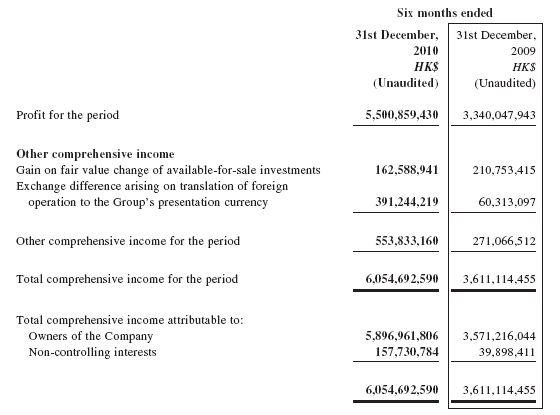 Six months ended
31st December, 31st December,
2010 2009
HK$ HK$
(Unaudited) (Unaudited)
Profit for the period 5,500,859,430 3,340,047,943
Other comprehensive income
Gain on fair value change of available-for-sale investments 162,588,941 210,753,415
Exchange difference arising on translation of foreign
operation to the Group's presentation currency 391,244,219 60,313,097
Other comprehensive income for the period 553,833,160 271,066,512
Total comprehensive income for the period 6,054,692,590 3,611,114,455
Total comprehensive income attributable to:
Owners of the Company 5,896,961,806 3,571,216,044
Non-controlling interests 157,730,784 39,898,411
6,054,692,590 3,611,114,455